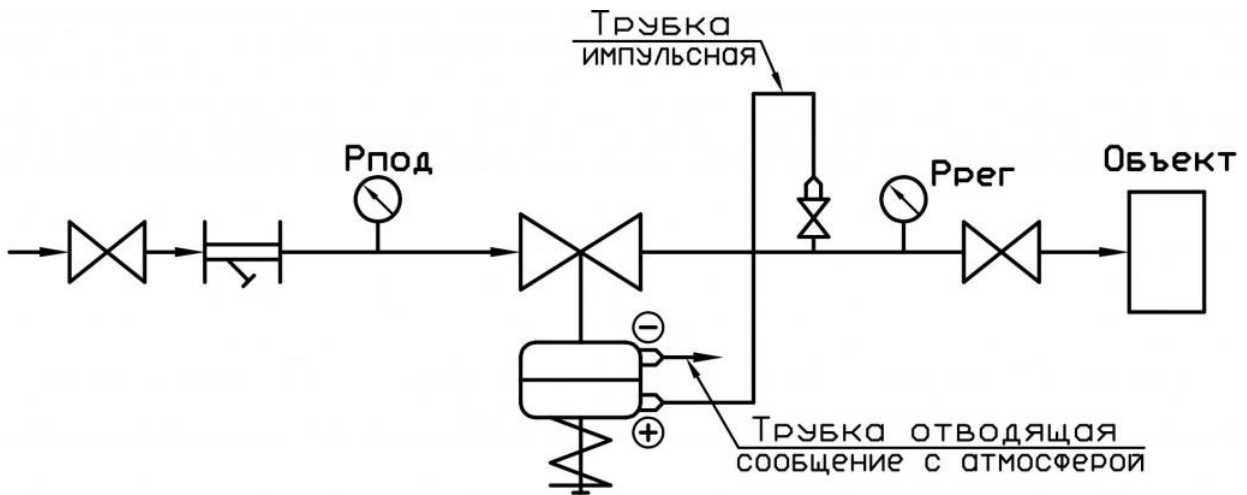 Трубка
импульсная
Рпод
Ррег
Объект
−
+
Трубка отводящая
сообщение с атмосферой